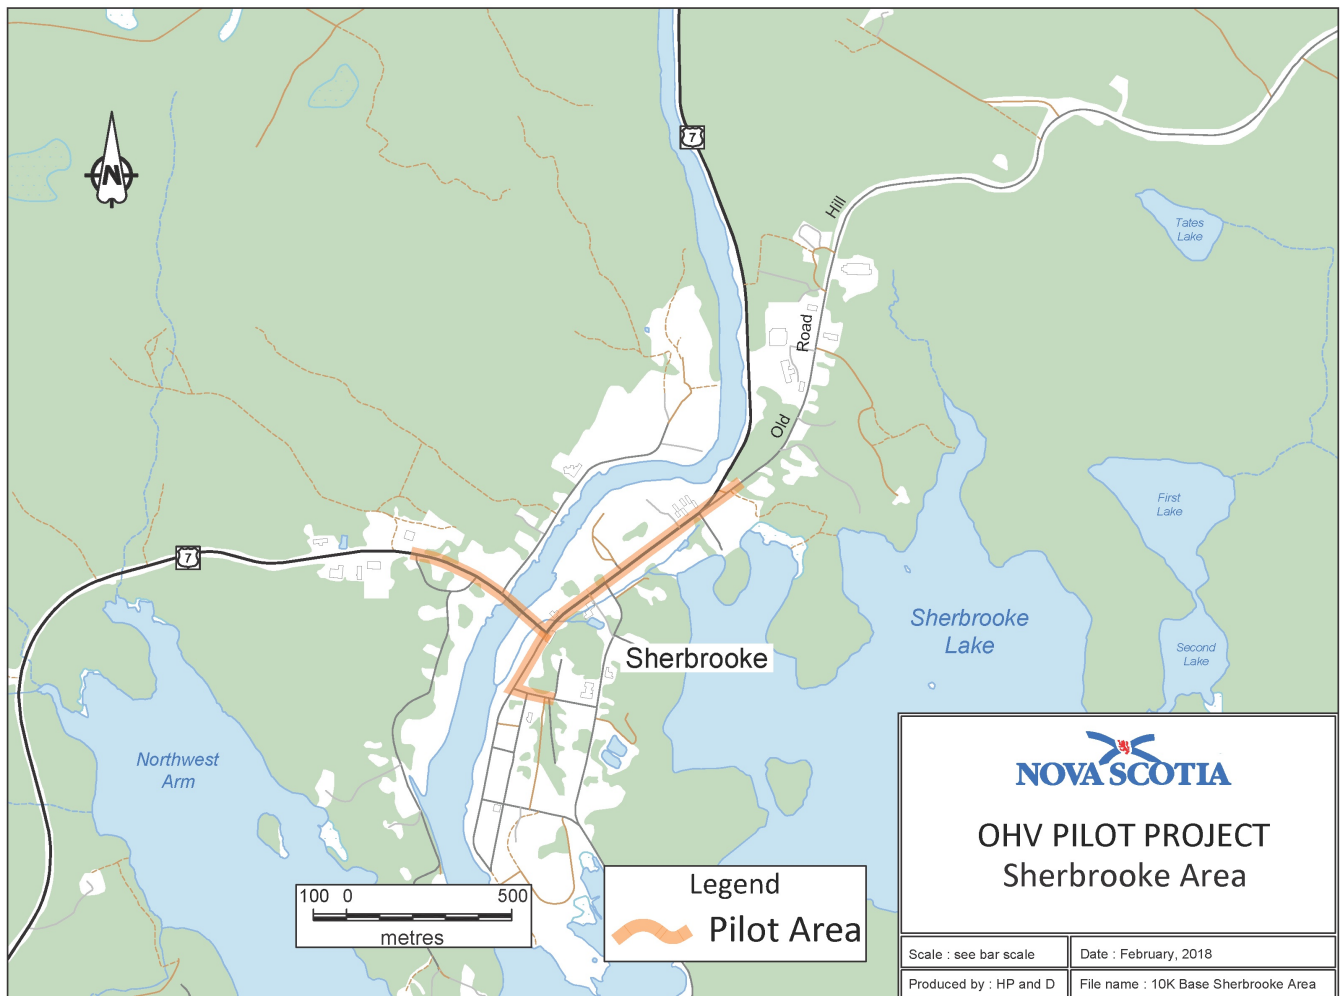 7
N
Hill
Tates
Lake
Road
Old
First
Lake
7
Sherbrooke
Lake
Second
Lake
Sherbrooke
Northwest
Arm
NOVA SCOTIA
OHV PILOT PROJECT
Sherbrooke Area
Legend
Pilot Area
100 0 500
metres
Scale : see bar scale
Date : February, 2018
Produced by : HP and D
File name : 10K Base Sherbrooke Area